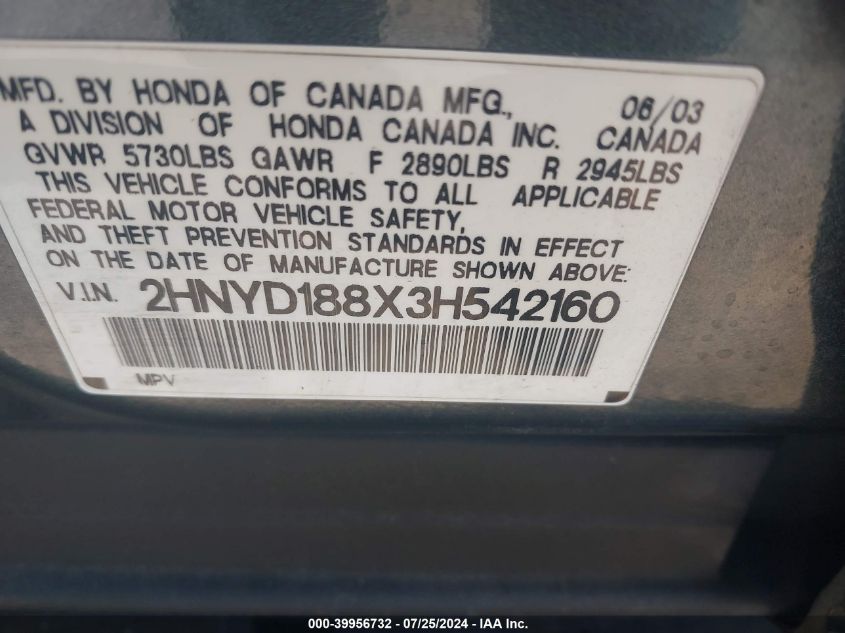 MFD. BY HONDA OF CANADA MFG., 06/03
A DIVISION OF HONDA CANADA INC. CANADA
GVWR 5730LBS GAWR F 2890LBS R 2945LBS
THIS VEHICLE CONFORMS TO ALL APPLICABLE
FEDERAL MOTOR VEHICLE SAFETY,
AND THEFT PREVENTION STANDARDS IN EFFECT
ON THE DATE OF MANUFACTURE SHOWN ABOVE:
V.I.N. 2HNYD188X3H542160
MPV
000-39956732 - 07/25/2024 - IAA Inc.